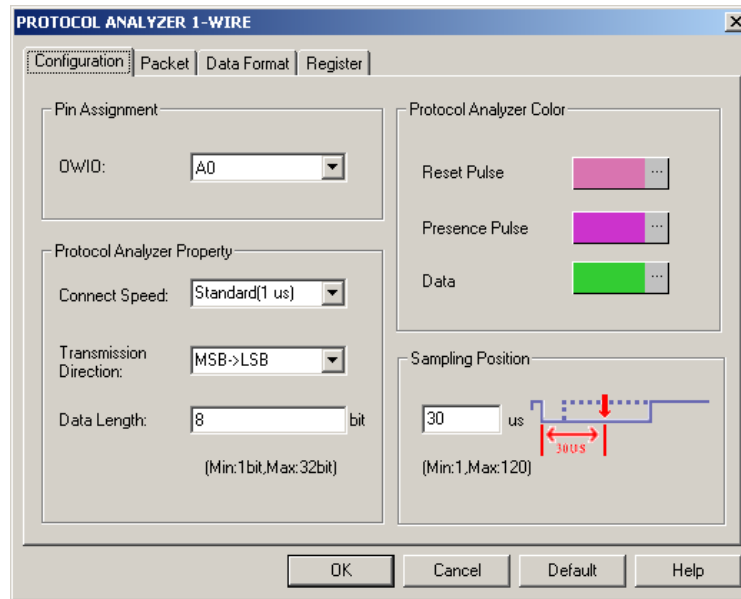 PROTOCOL ANALYZER 1-WIRE
Configuration Packet Data Format Register
Pin Assignment
OWIO: A0
Protocol Analyzer Property
Connect Speed: Standard(1 us)
Transmission
Direction: MSB->LSB
Data Length: 8 bit
(Min:1bit,Max:32bit)
Protocol Analyzer Color
Reset Pulse ...
Presence Pulse ...
Data ...
Sampling Position
30 us
30US
(Min:1,Max:120)
OK Cancel Default Help